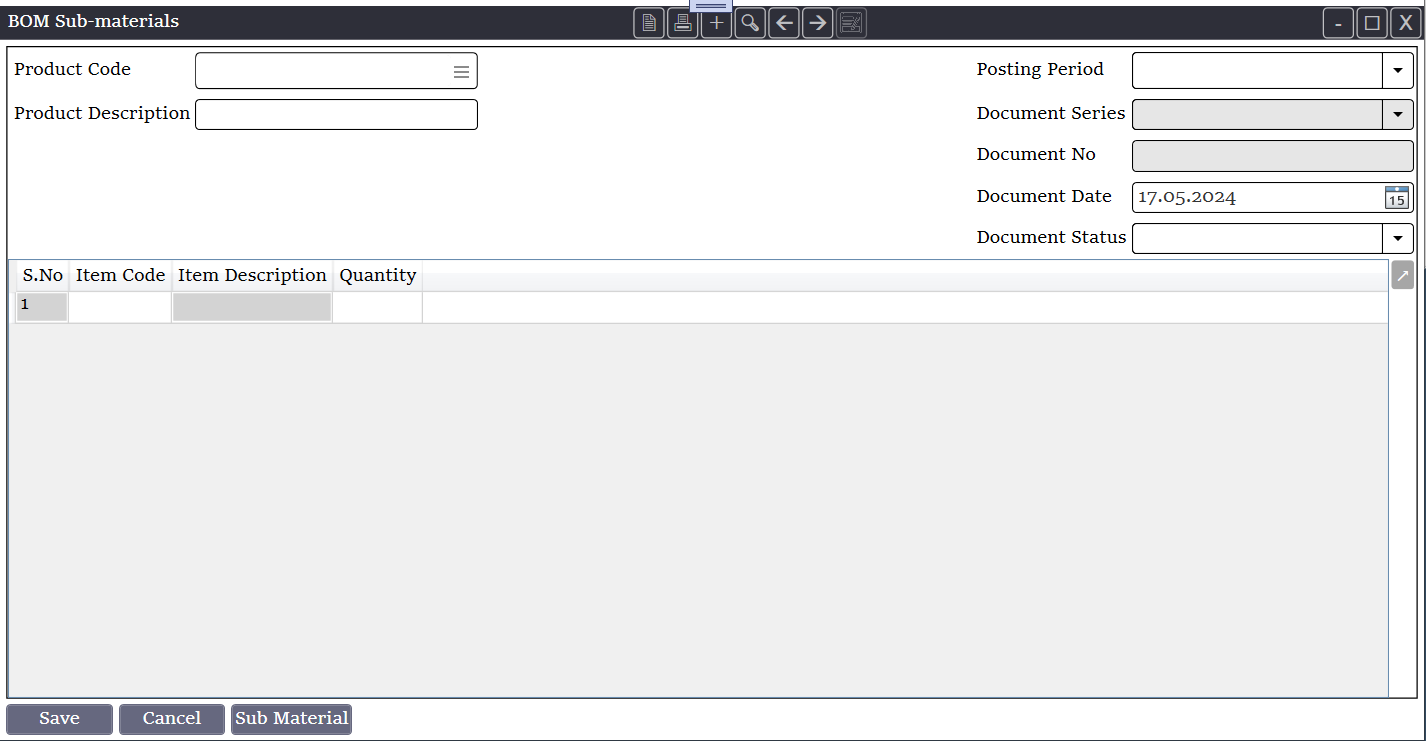 BOM Sub-materials
- X
Product Code
Product Description
Posting Period
Document Series
Document No
Document Date 17.05.2024
15
Document Status
S.No Item Code Item Description Quantity
1
Save Cancel Sub Material